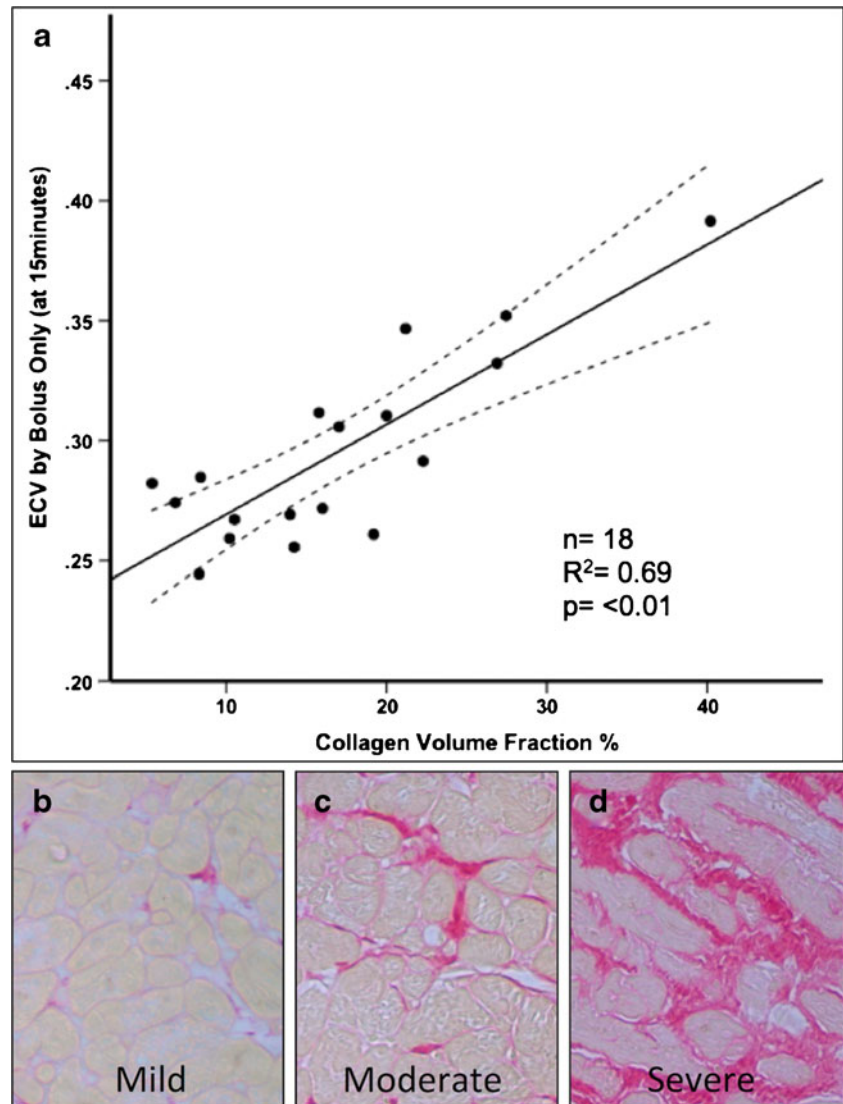 a
ECV by Bolus Only (at 15minutes)
.45
.40
.35
.30
.25
.20
n= 18
R²= 0.69
p= <0.01
10 20 30 40
Collagen Volume Fraction %
b c d
Mild Moderate Severe